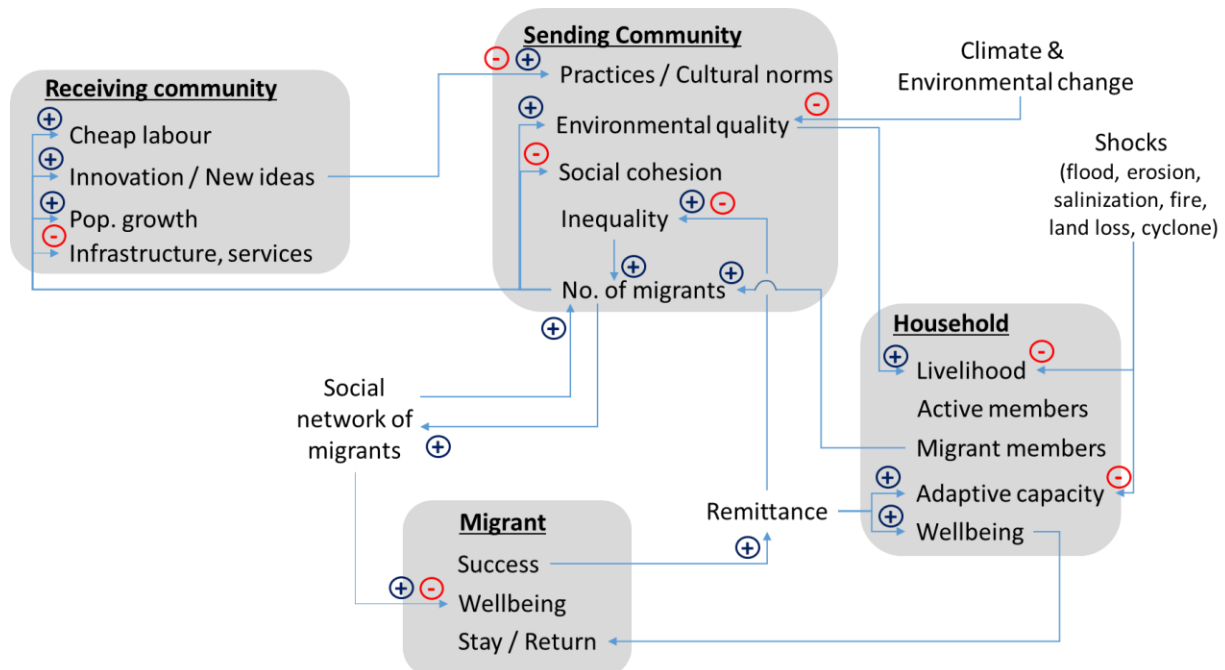 Sending Community
Practices / Cultural norms
Environmental quality
Social cohesion
Inequality
No. of migrants
Receiving community
Cheap labour
Innovation / New ideas
Pop. growth
Infrastructure, services
Climate &
Environmental change
Shocks
(flood, erosion,
salinization, fire,
land loss, cyclone)
Household
Livelihood
Active members
Migrant members
Adaptive capacity
Wellbeing
Social
network of
migrants
Remittance
Migrant
Success
Wellbeing
Stay / Return